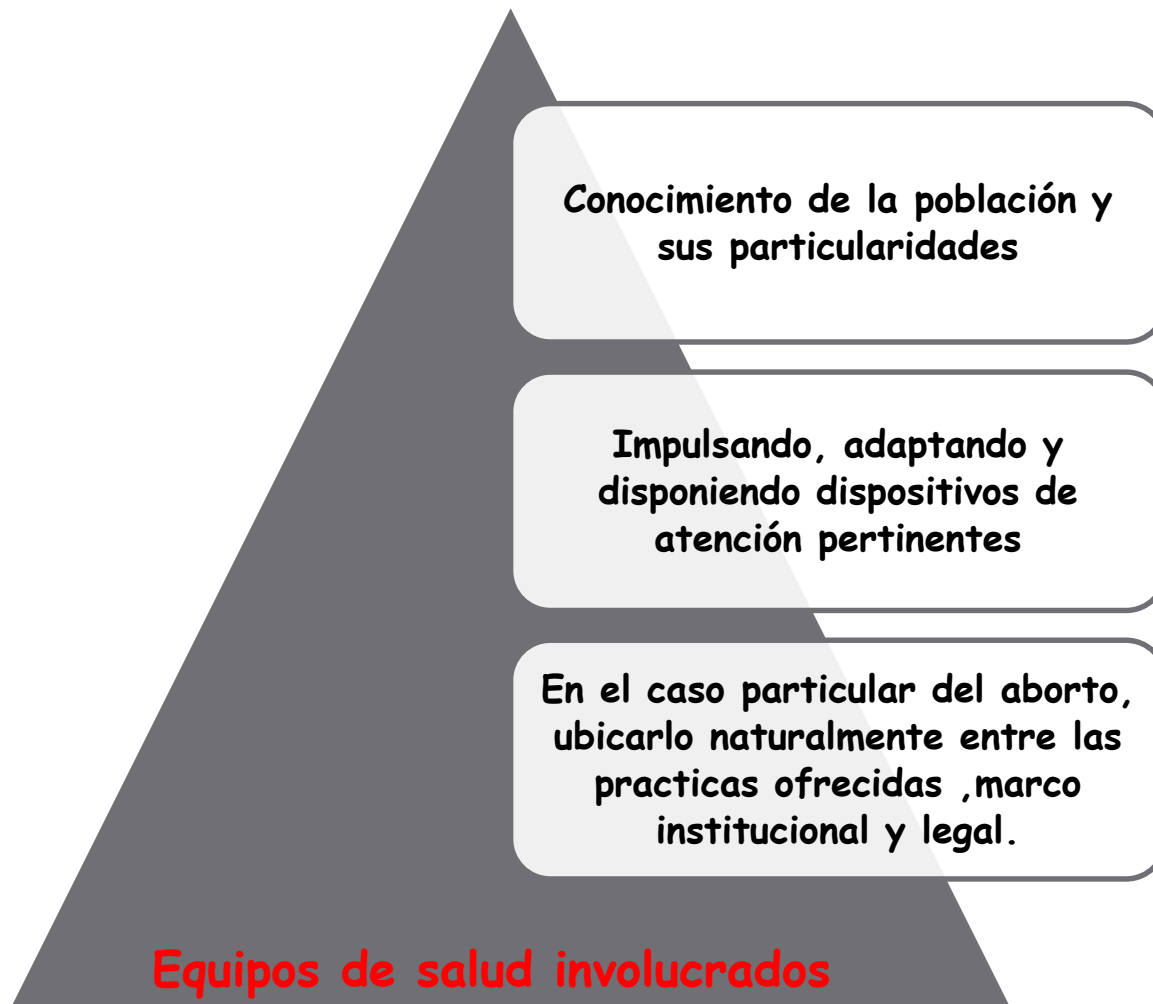 Conocimiento de la población y
sus particularidades
Impulsando, adaptando y
disponiendo dispositivos de
atención pertinentes
En el caso particular del aborto,
ubicarlo naturalmente entre las
practicas ofrecidas ,marco
institucional y legal.
Equipos de salud involucrados